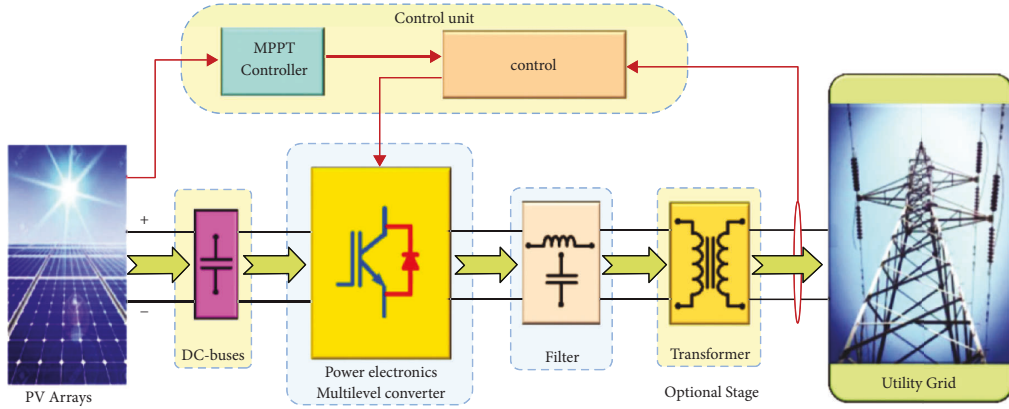 Control unit
MPPT
Controller
control
+
−
PV Arrays
DC-buses
Power electronics
Multilevel converter
Filter
Transformer
Optional Stage
Utility Grid